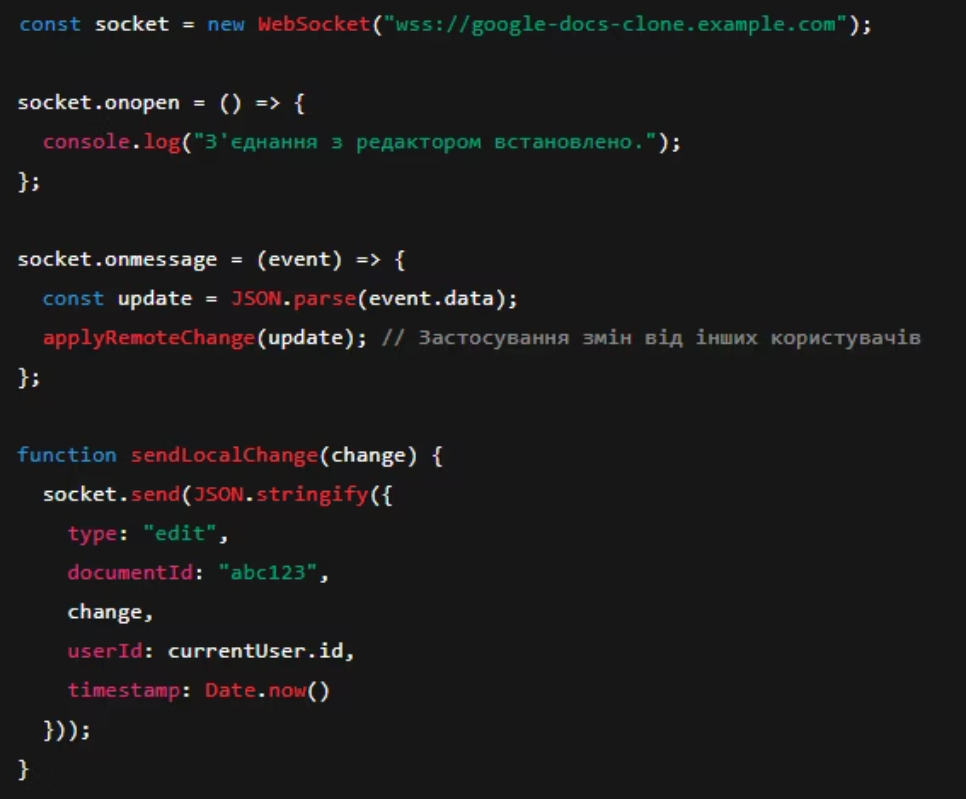 const socket = new WebSocket("wss://google-docs-clone.example.com");
socket.onopen = () => {
console.log("З'єднання з редактором встановлено.");
};
socket.onmessage = (event) => {
const update = JSON.parse(event.data);
applyRemoteChange(update); // Застосування змін від інших користувачів
};
function sendLocalChange(change) {
socket.send(JSON.stringify({
type: "edit",
documentId: "abc123",
change,
userId: currentUser.id,
timestamp: Date.now()
}));
}